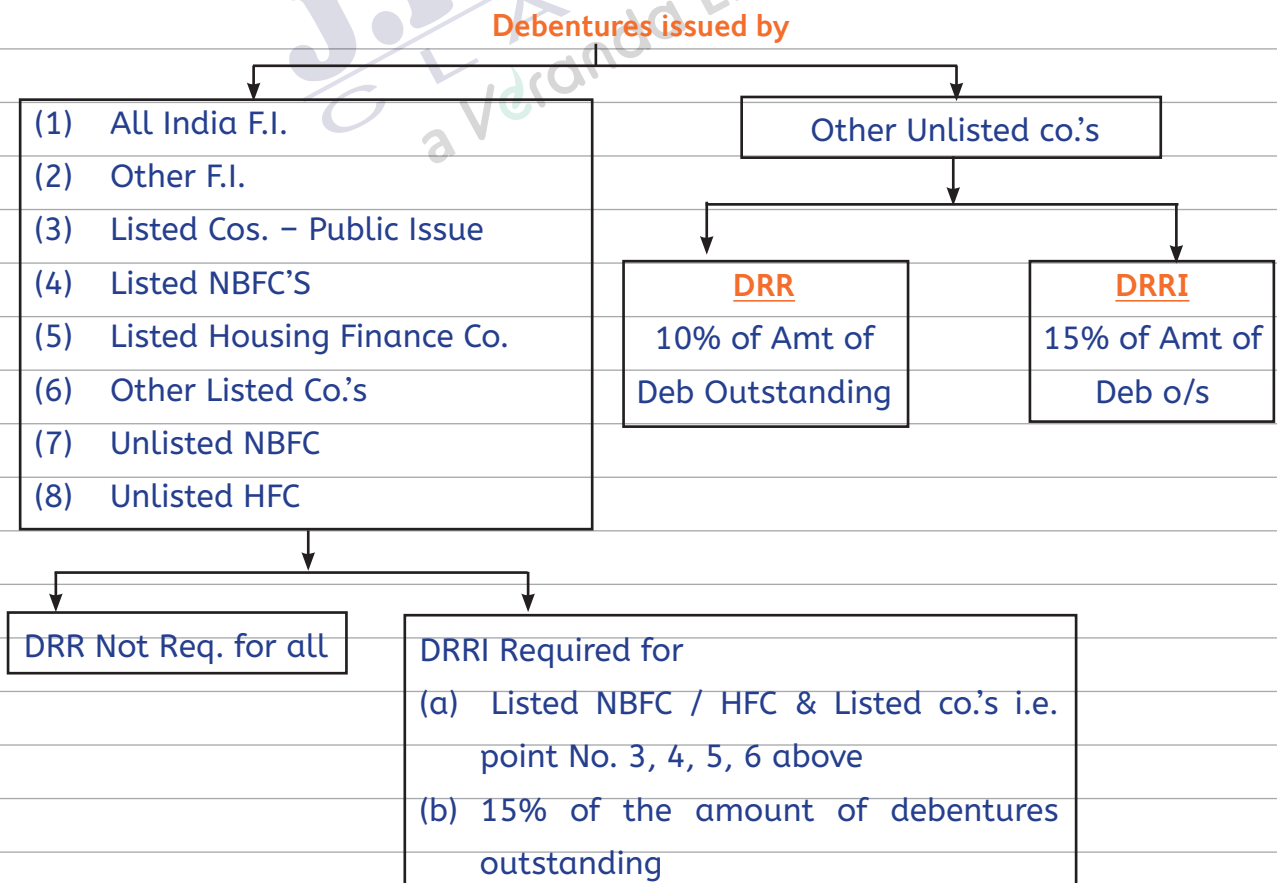 Debentures issued by
(1) All India F.I.
(2) Other F.I.
(3) Listed Cos. – Public Issue
(4) Listed NBFC’S
(5) Listed Housing Finance Co.
(6) Other Listed Co.’s
(7) Unlisted NBFC
(8) Unlisted HFC
Other Unlisted co.’s
DRR
10% of Amt of
Deb Outstanding
DRRI
15% of Amt of
Deb o/s
DRR Not Req. for all
DRRI Required for
(a) Listed NBFC / HFC & Listed co.’s i.e.
point No. 3, 4, 5, 6 above
(b) 15% of the amount of debentures
outstanding
a Veranda